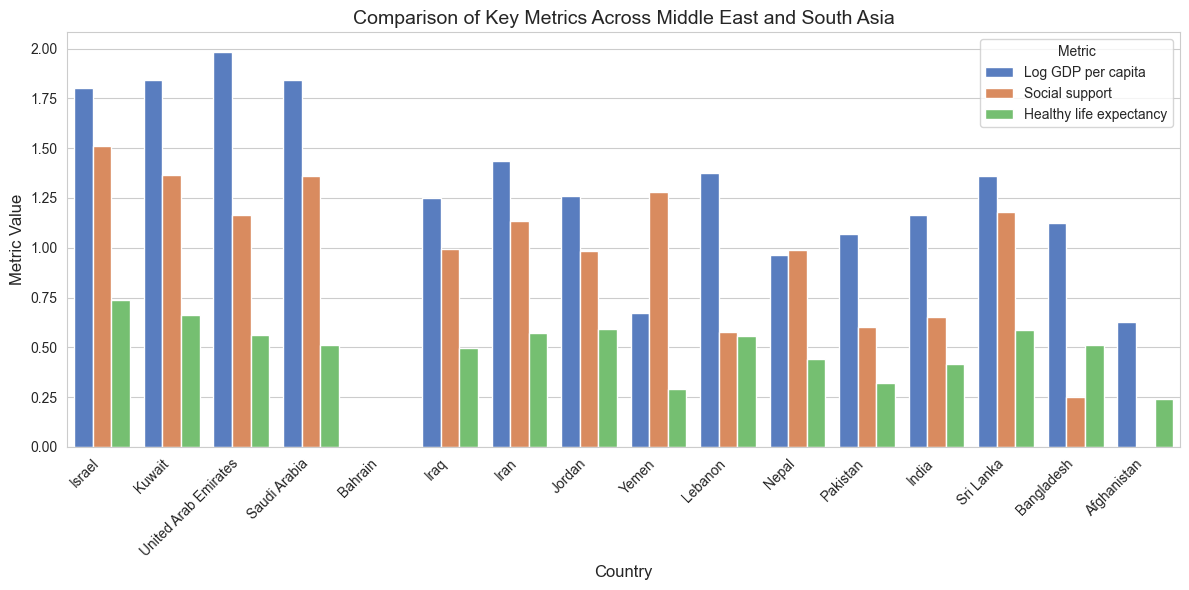 Comparison of Key Metrics Across Middle East and South Asia
Metric
Log GDP per capita
Social support
Healthy life expectancy
Metric Value
2.00
1.75
1.50
1.25
1.00
0.75
0.50
0.25
0.00
Israel
Kuwait
United Arab Emirates
Saudi Arabia
Bahrain
Iraq
Iran
Jordan
Yemen
Lebanon
Nepal
Pakistan
India
Sri Lanka
Bangladesh
Afghanistan
Country